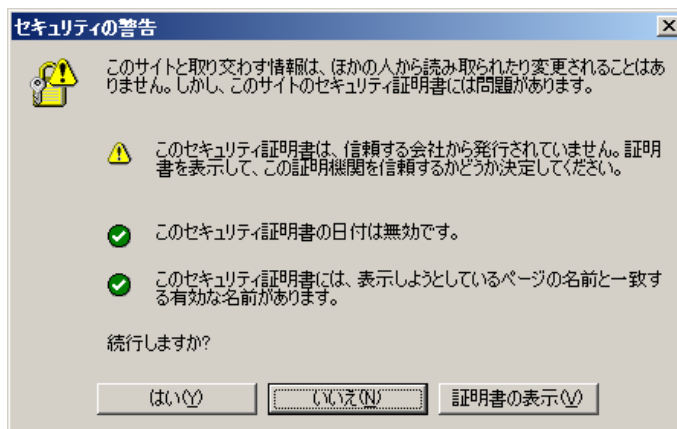 セキュリティの警告
このサイトと取り交わす情報は、ほかの人から読み取られたり変更されることはあ
りません。しかし、このサイトのセキュリティ証明書には問題があります。
このセキュリティ証明書は、信頼する会社から発行されていません。証明
書を表示して、この証明機関を信頼するかどうか決定してください。
このセキュリティ証明書の日付は無効です。
このセキュリティ証明書には、表示しようとしているページの名前と一致す
る有効な名前があります。
続行しますか?
はい(Y) いいえ(N) 証明書の表示(V)